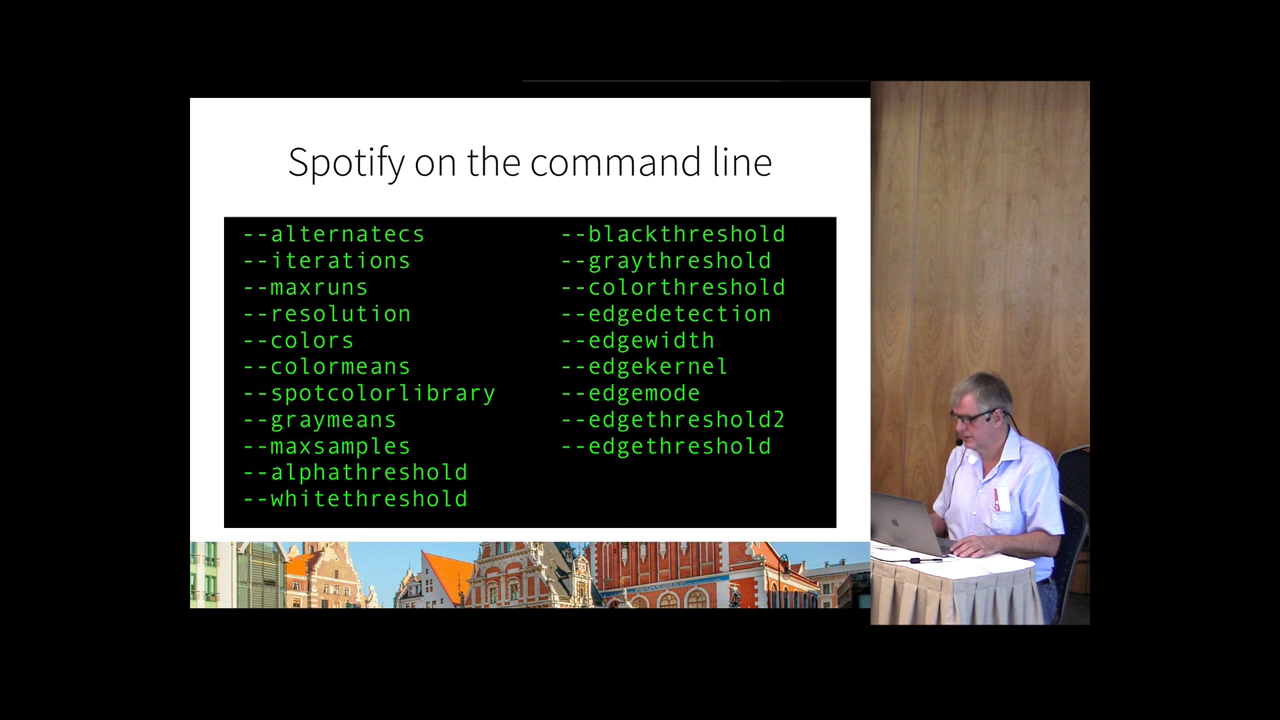 Spotify on the command line
--alternatecs
--iterations
--maxruns
--resolution
--colors
--colormeans
--spotcolorlibrary
--graymeans
--maxsamples
--alphathreshold
--whitethreshold
--blackthreshold
--graythreshold
--colorthreshold
--edgedetection
--edgewidth
--edgekernel
--edgemode
--edgethreshold2
--edgethreshold